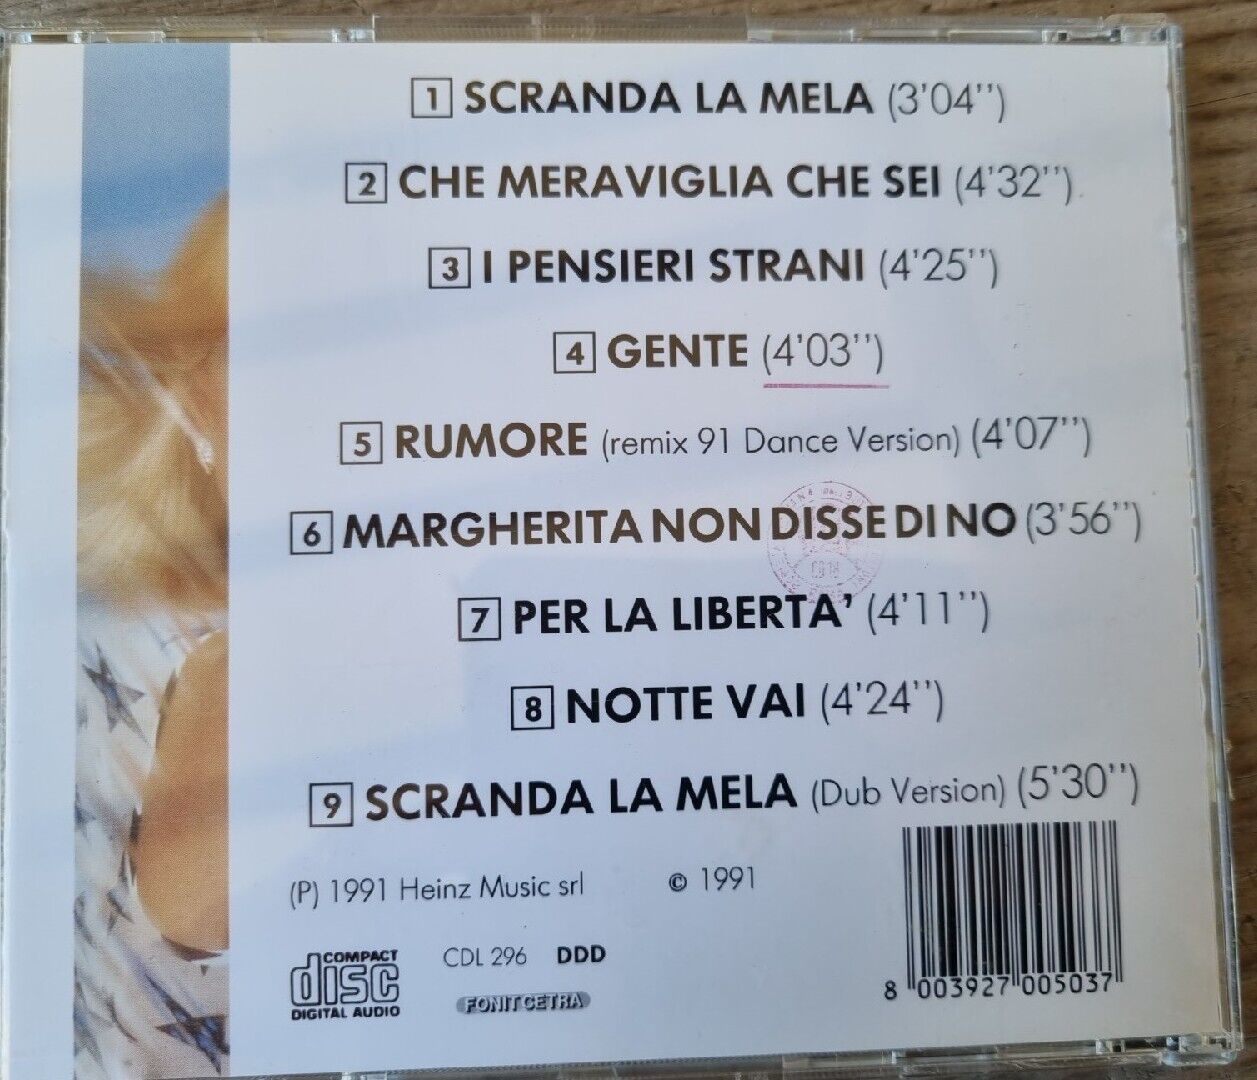 1 SCRANDA LA MELA (3'04'')
2 CHE MERAVIGLIA CHE SEI (4'32'')
3 I PENSIERI STRANI (4'25'')
4 GENTE (4'03'')
5 RUMORE (remix 91 Dance Version) (4'07'')
6 MARGHERITA NON DISSE DI NO (3'56'')
7 PER LA LIBERTA' (4'11'')
8 NOTTE VAI (4'24'')
9 SCRANDA LA MELA (Dub Version) (5'30'')
(P) 1991 Heinz Music srl © 1991
COMPACT
disc
DIGITAL AUDIO
CDL 296 DDD
FONIT CETRA
8 003927 005037